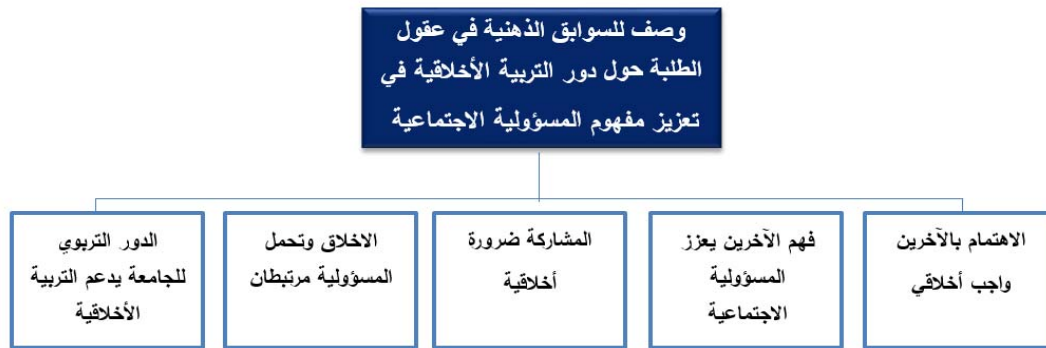 وصف للسوابق الذهنية في عقول
الطلبة حول دور التربية الأخلاقية في
تعزيز مفهوم المسؤولية الاجتماعية
الاهتمام بالآخرين
واجب أخلاقي
فهم الآخرين يعزز
المسؤولية
الاجتماعية
المشاركة ضرورة
أخلاقية
الاخلاق وتحمل
المسؤولية مرتبطان
الدور التربوي
للجامعة يدعم التربية
الأخلاقية